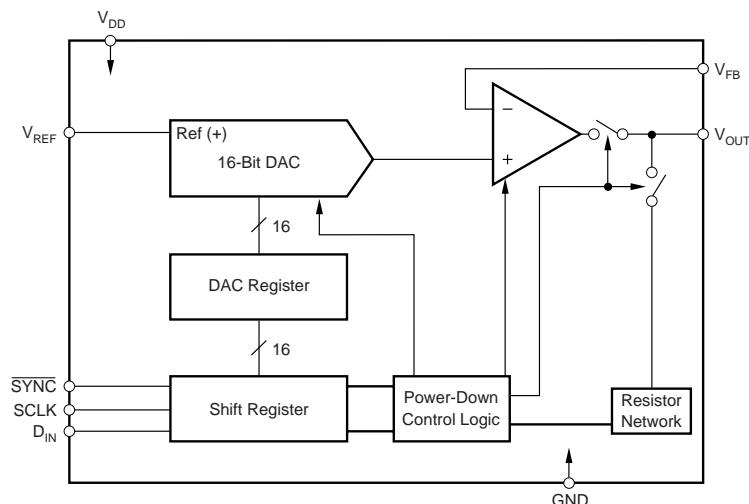 VDD
VFB
VREF
Ref (+)
16-Bit DAC
−
+
VOUT
16
DAC Register
16
SYNC
SCLK
DIN
Shift Register
Power-Down
Control Logic
Resistor
Network
GND